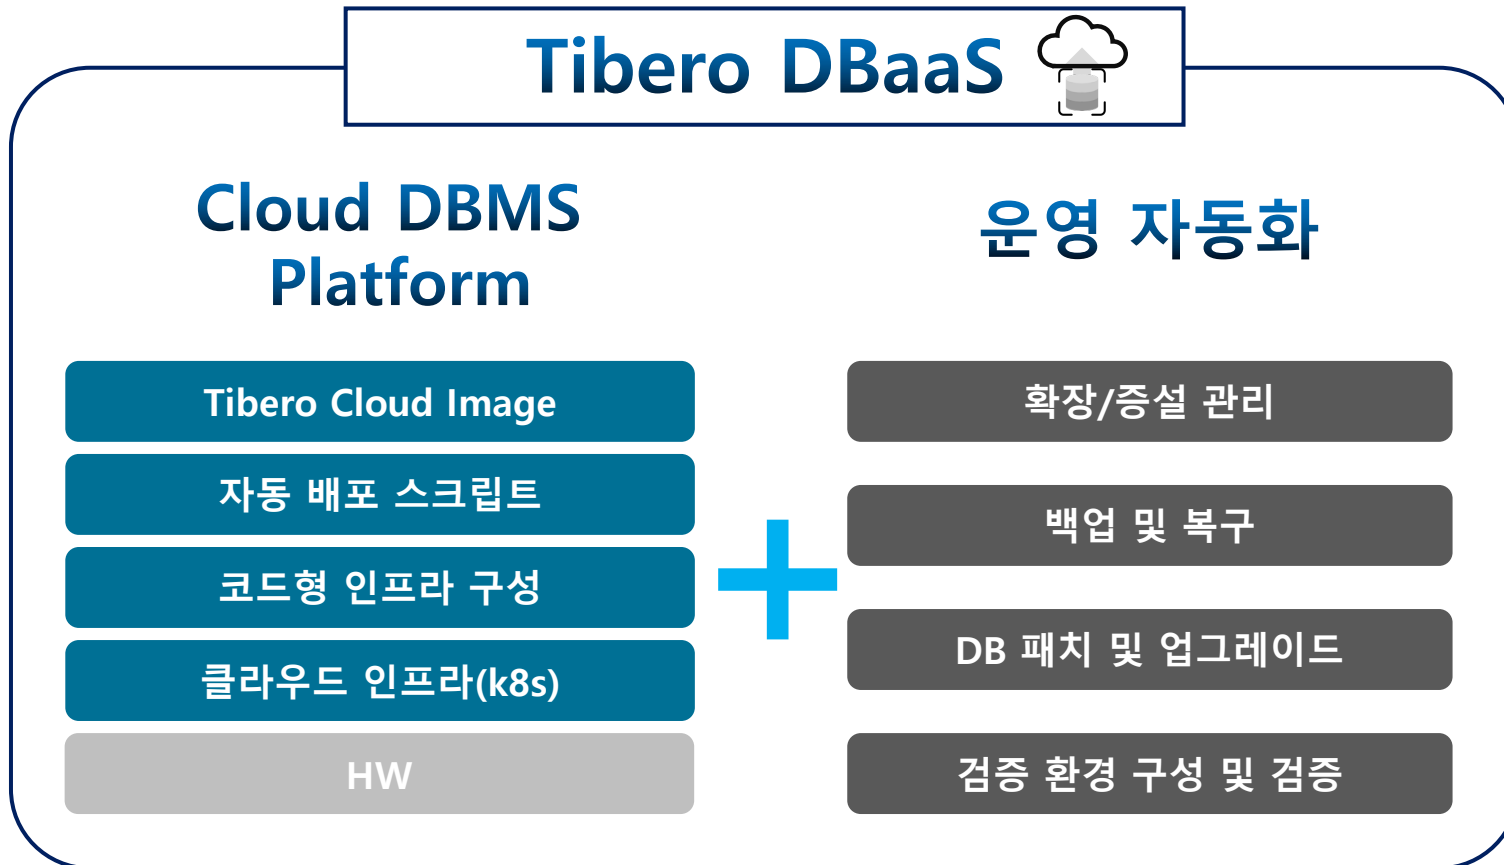 Tibero DBaaS
Cloud DBMS
Platform
Tibero Cloud Image
자동 배포 스크립트
코드형 인프라 구성
클라우드 인프라(k8s)
HW
운영 자동화
확장/증설 관리
백업 및 복구
DB 패치 및 업그레이드
검증 환경 구성 및 검증